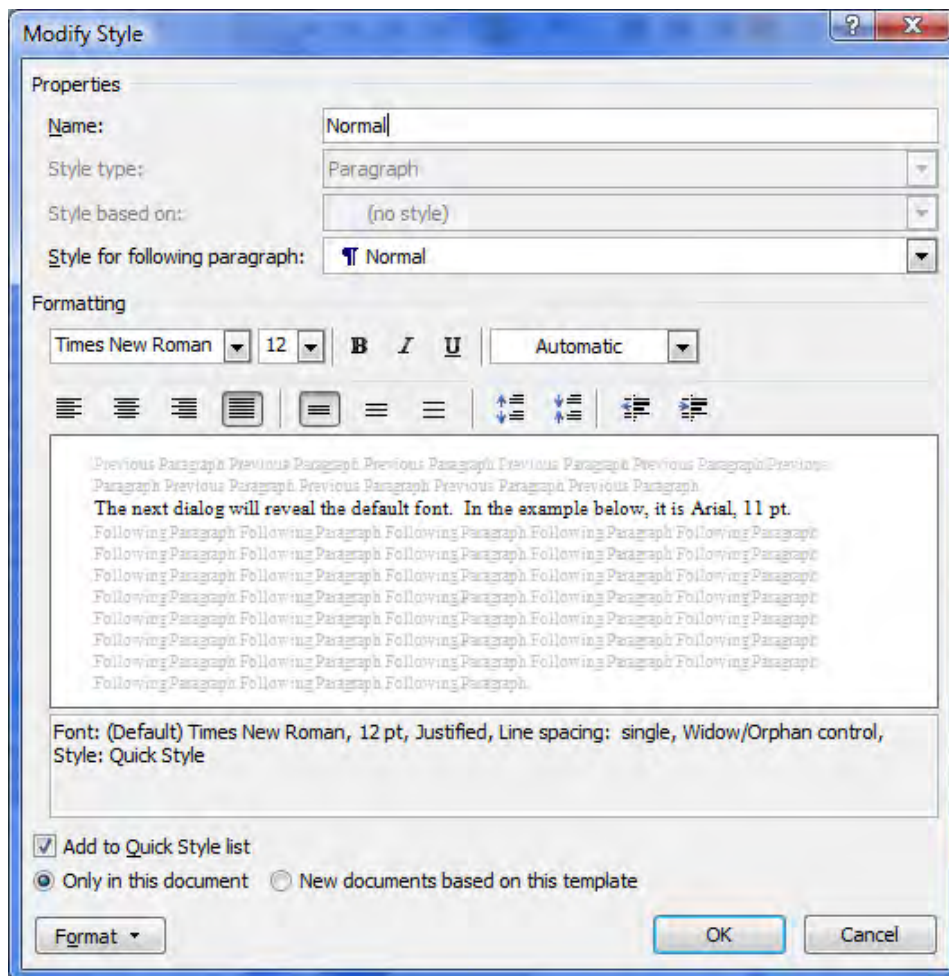 Modify Style
Properties
Name: Normal
Style type: Paragraph
Style based on: (no style)
Style for following paragraph: ¶ Normal
Formatting
Times New Roman 12 B I U Automatic
Previous Paragraph Previous Paragraph Previous Paragraph Previous Paragraph Previous Paragraph Previous
Paragraph Previous Paragraph Previous Paragraph Previous Paragraph Previous Paragraph
The next dialog will reveal the default font.  In the example below, it is Arial, 11 pt.
Following Paragraph Following Paragraph Following Paragraph Following Paragraph Following Paragraph
Following Paragraph Following Paragraph Following Paragraph Following Paragraph Following Paragraph
Following Paragraph Following Paragraph Following Paragraph Following Paragraph Following Paragraph
Following Paragraph Following Paragraph Following Paragraph Following Paragraph Following Paragraph
Following Paragraph Following Paragraph Following Paragraph Following Paragraph Following Paragraph
Following Paragraph Following Paragraph Following Paragraph Following Paragraph Following Paragraph
Following Paragraph Following Paragraph Following Paragraph Following Paragraph Following Paragraph
Following Paragraph Following Paragraph Following Paragraph
Font: (Default) Times New Roman, 12 pt, Justified, Line spacing:  single, Widow/Orphan control,
Style: Quick Style
Add to Quick Style list
Only in this document New documents based on this template
Format OK Cancel